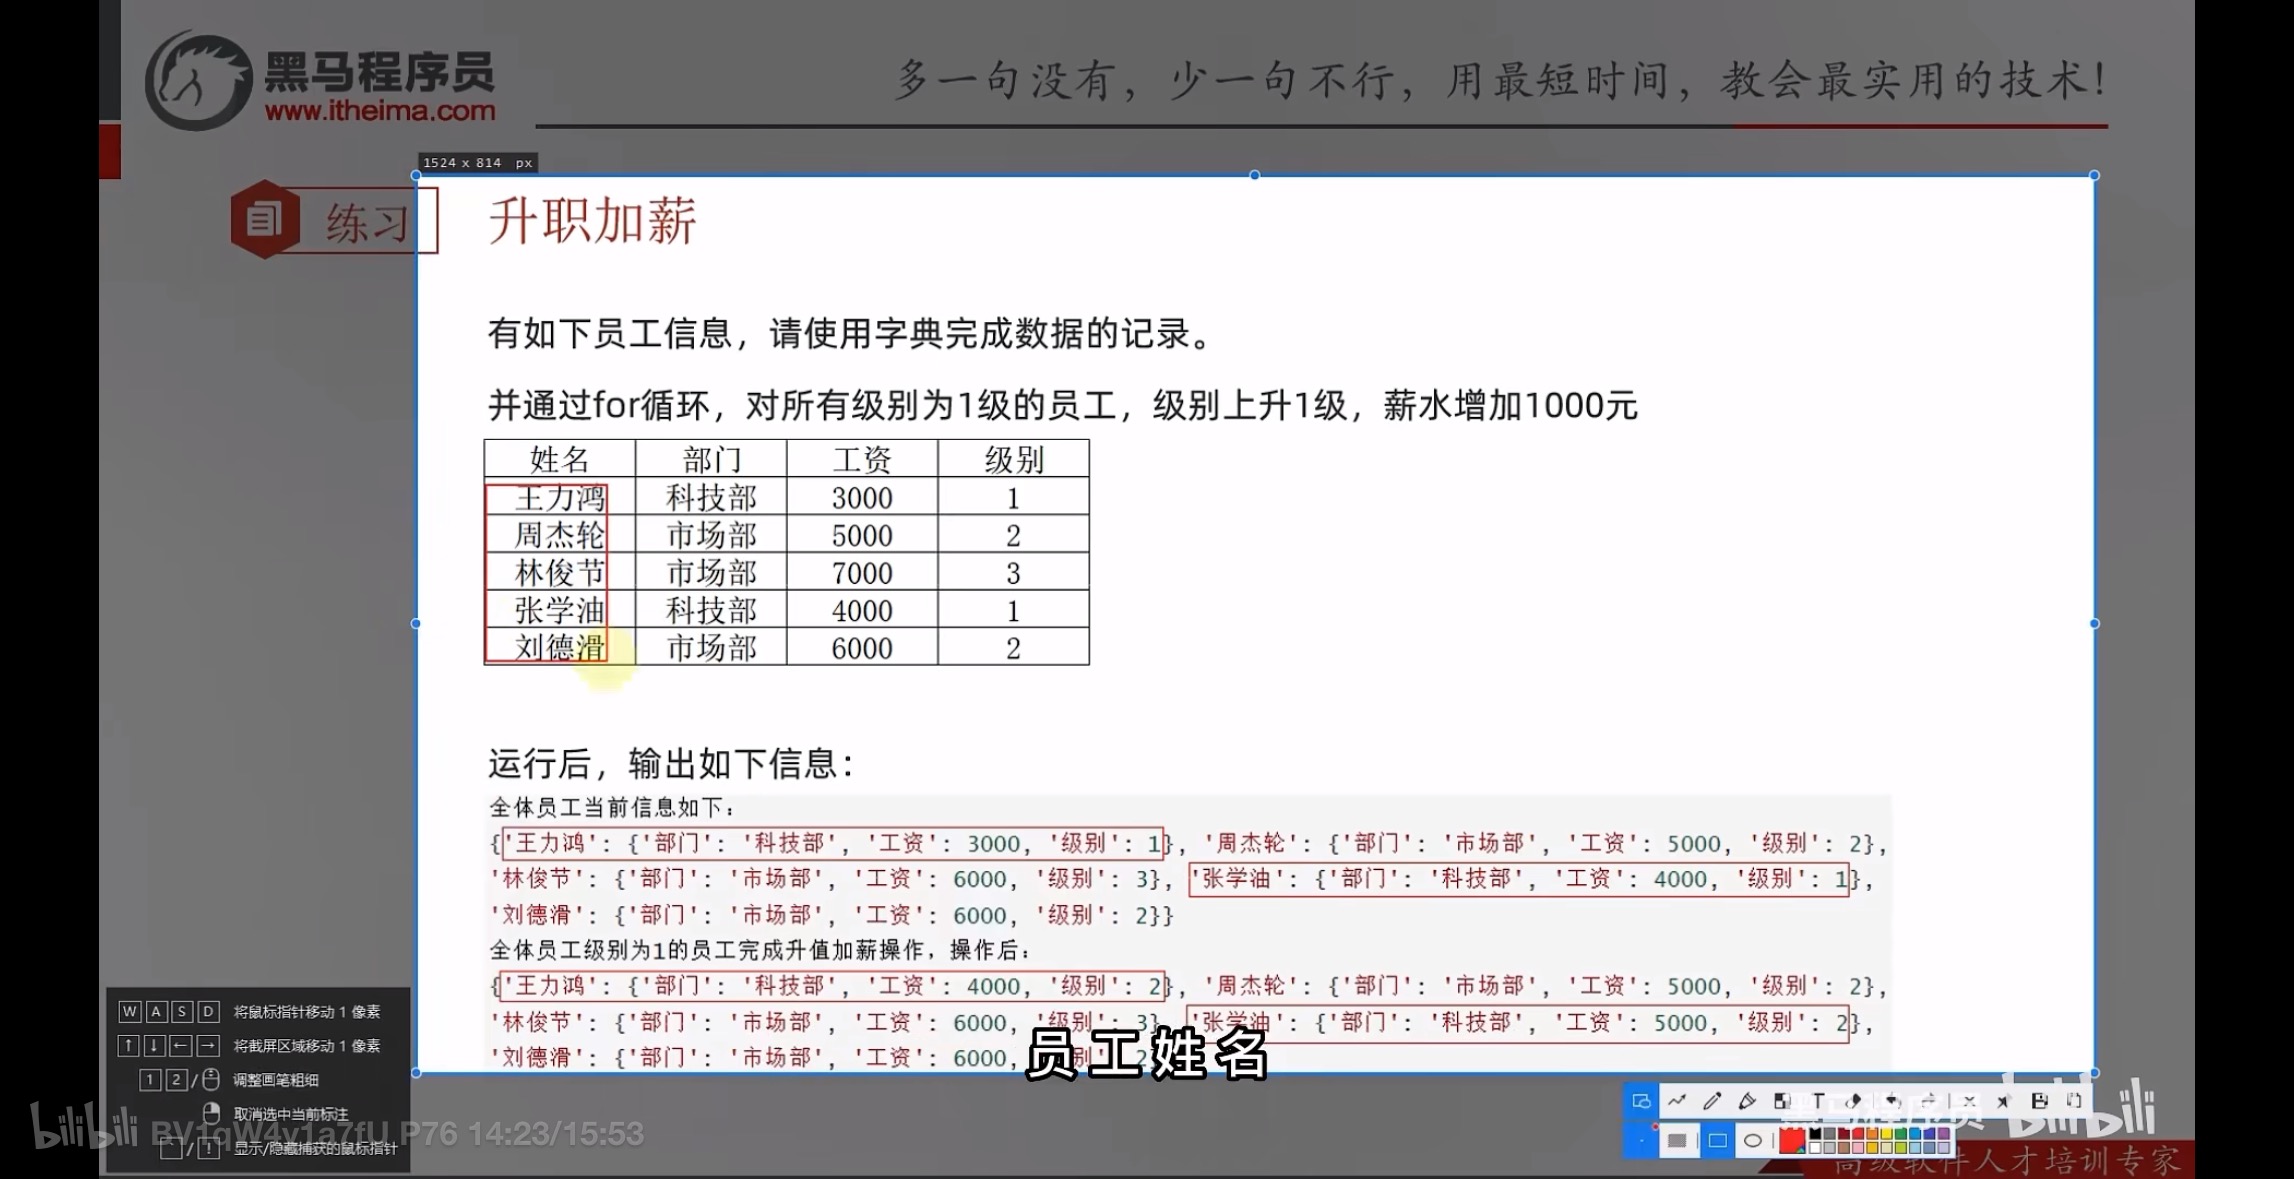 黑马程序员
www.itheima.com
多一句没有，少一句不行，用最短时间，教会最实用的技术！
1524 x 814 px
练习
升职加薪
有如下员工信息，请使用字典完成数据的记录。
并通过for循环，对所有级别为1级的员工，级别上升1级，薪水增加1000元
姓名 部门 工资 级别
王力鸿 科技部 3000 1
周杰轮 市场部 5000 2
林俊节 市场部 7000 3
张学油 科技部 4000 1
刘德滑 市场部 6000 2
运行后，输出如下信息：
全体员工当前信息如下：
{'王力鸿': {'部门': '科技部', '工资': 3000, '级别': 1}, '周杰轮': {'部门': '市场部', '工资': 5000, '级别': 2},
'林俊节': {'部门': '市场部', '工资': 6000, '级别': 3}, '张学油': {'部门': '科技部', '工资': 4000, '级别': 1},
'刘德滑': {'部门': '市场部', '工资': 6000, '级别': 2}}
全体员工级别为1的员工完成升值加薪操作，操作后：
{'王力鸿': {'部门': '科技部', '工资': 4000, '级别': 2}, '周杰轮': {'部门': '市场部', '工资': 5000, '级别': 2},
'林俊节': {'部门': '市场部', '工资': 6000, '级别': 3}, '张学油': {'部门': '科技部', '工资': 5000, '级别': 2},
'刘德滑': {'部门': '市场部', '工资': 6000, '级别': 2
员工姓名
W A S D 将鼠标指针移动 1 像素
↑ ↓ ← → 将截屏区域移动 1 像素
1 2 / 调整画笔粗细
取消选中当前标注
/ 显示/隐藏捕获的鼠标指针
bilibili BV1qW4y1a7fU P76 14:23/15:53
黑马程序员 bilibili
高级软件人才培训专家